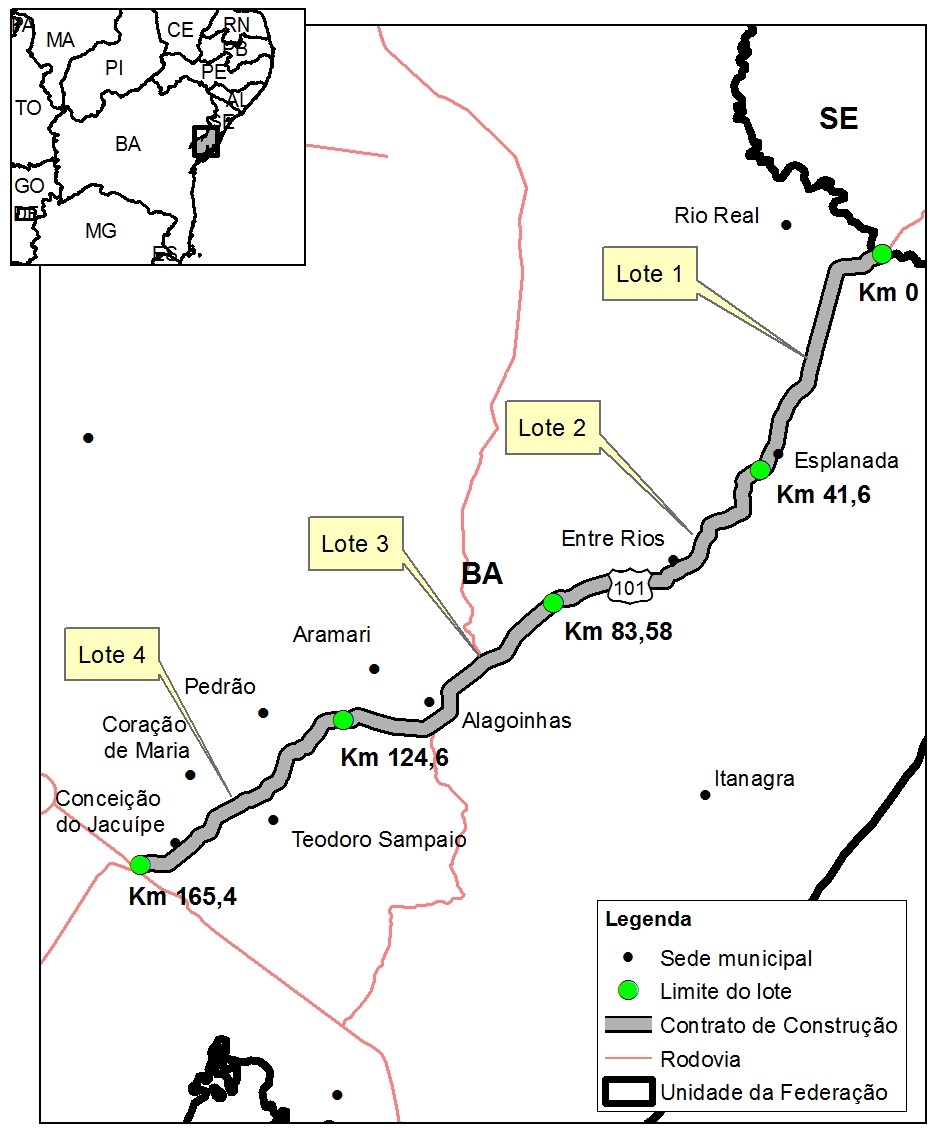 PA
MA
CE
RN
PB
PI
PE
TO
AL
SE
BA
GO
DF
MG
ES
SE
Rio Real
Lote 1
Km 0
Lote 2
Esplanada
Km 41,6
Entre Rios
Lote 3
BA
101
Km 83,58
Aramari
Lote 4
Pedrão
Coração
de Maria
Alagoinhas
Km 124,6
Itanagra
Conceição
do Jacuípe
Teodoro Sampaio
Km 165,4
Legenda
Sede municipal
Limite do lote
Contrato de Construção
Rodovia
Unidade da Federação